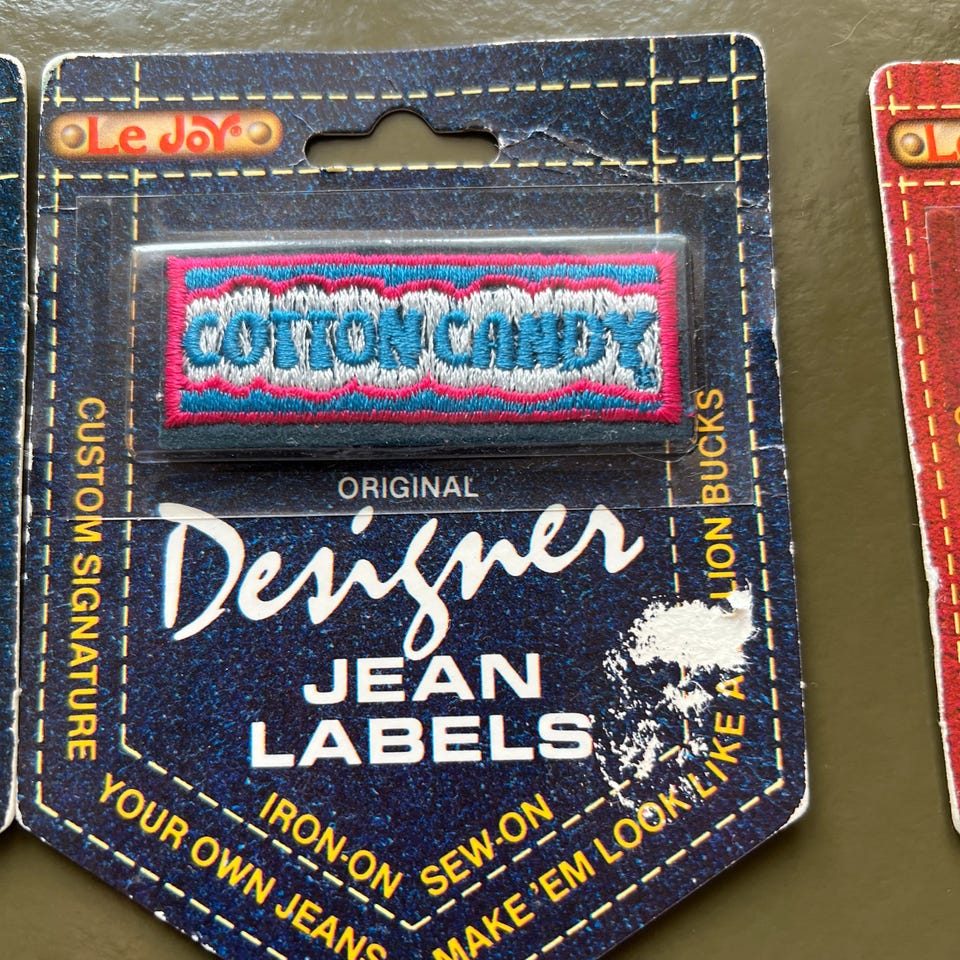 Le Joy®
COTTON CANDY
ORIGINAL
Designer
JEAN
LABELS
IRON-ON SEW-ON
CUSTOM SIGNATURE
YOUR OWN JEANS
MAKE 'EM LOOK LIKE A
LION BUCKS
L